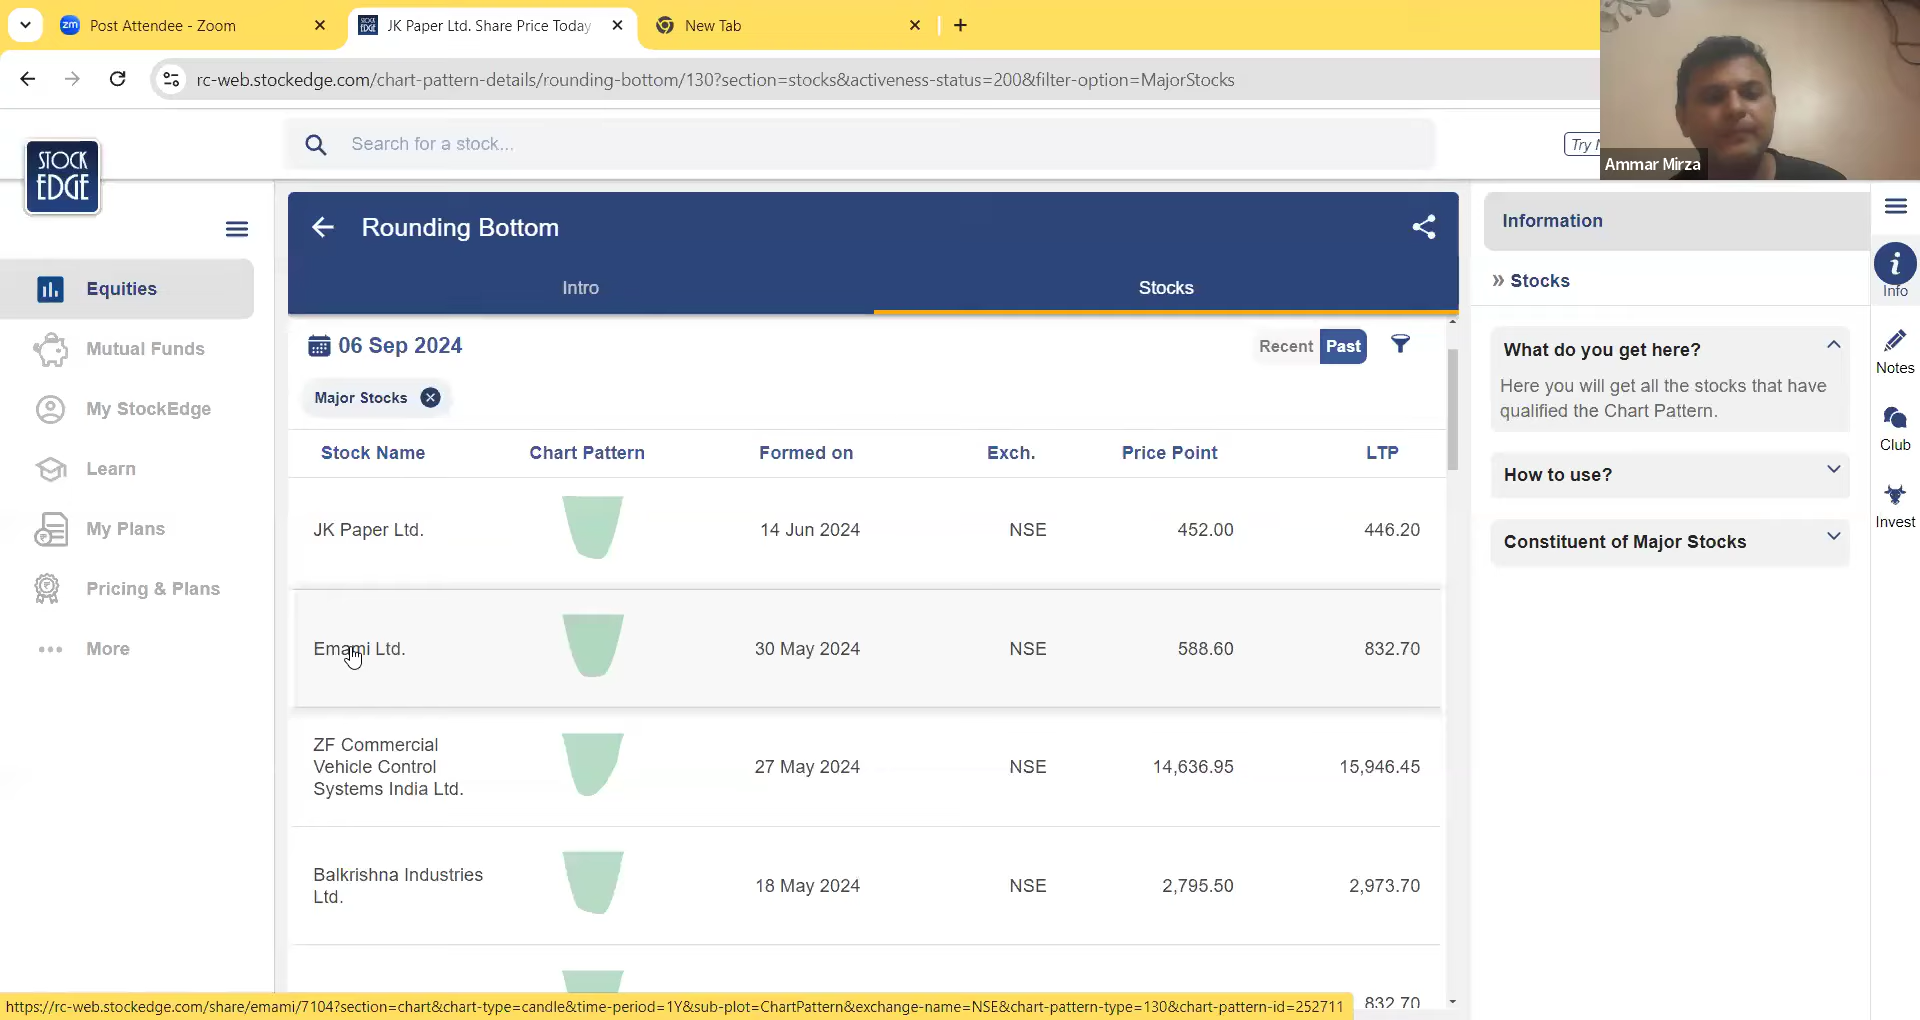 zm Post Attendee - Zoom
STOCK EDGE JK Paper Ltd. Share Price Today
New Tab
rc-web.stockedge.com/chart-pattern-details/rounding-bottom/130?section=stocks&activeness-status=200&filter-option=MajorStocks
STOCK
EDGE
Search for a stock...
Try
Ammar Mirza
Equities
Mutual Funds
My StockEdge
Learn
My Plans
Pricing & Plans
More
Rounding Bottom
Intro
Stocks
06 Sep 2024
Recent
Past
Major Stocks
Stock Name Chart Pattern Formed on Exch. Price Point LTP
JK Paper Ltd. 14 Jun 2024 NSE 452.00 446.20
Emami Ltd. 30 May 2024 NSE 588.60 832.70
ZF Commercial
Vehicle Control
Systems India Ltd. 27 May 2024 NSE 14,636.95 15,946.45
Balkrishna Industries
Ltd. 18 May 2024 NSE 2,795.50 2,973.70
832.70
Information
» Stocks
What do you get here?
Here you will get all the stocks that have
qualified the Chart Pattern.
How to use?
Constituent of Major Stocks
i
Info
Notes
Club
Invest
https://rc-web.stockedge.com/share/emami/7104?section=chart&chart-type=candle&time-period=1Y&sub-plot=ChartPattern&exchange-name=NSE&chart-pattern-type=130&chart-pattern-id=252711